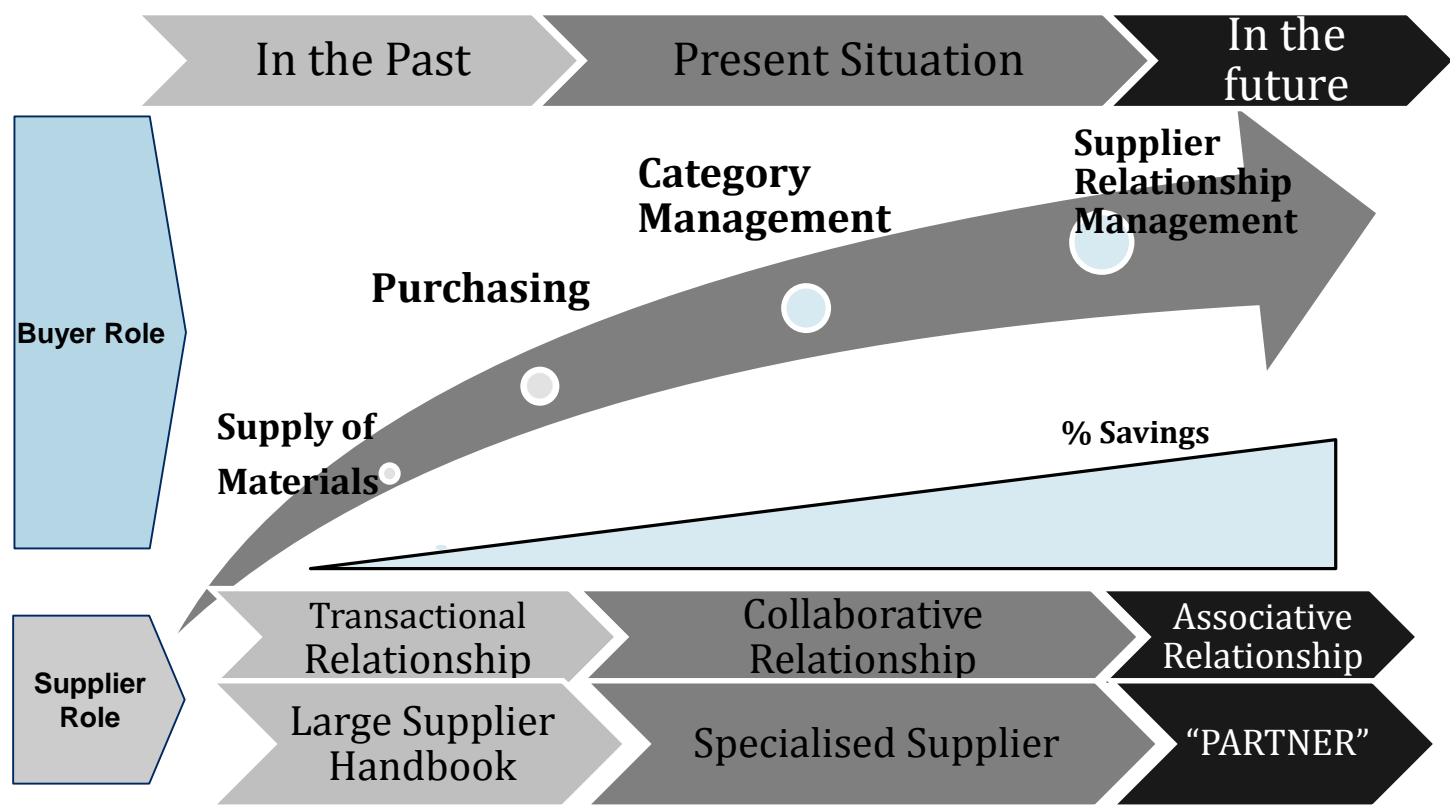 In the Past
Present Situation
In the
future
Supplier
Relationship
Management
Category
Management
Purchasing
Buyer Role
Supply of
Materials
% Savings
Transactional
Relationship
Collaborative
Relationship
Associative
Relationship
Supplier
Role
Large Supplier
Handbook
Specialised Supplier
“PARTNER”